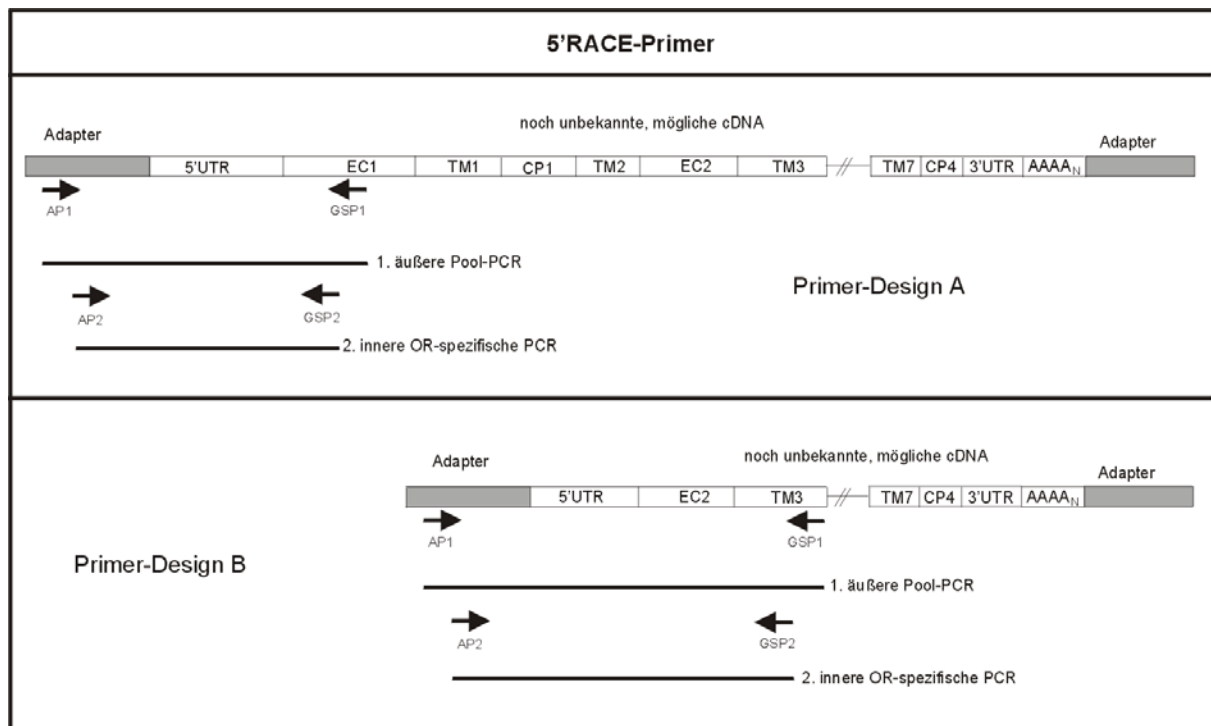 5'RACE-Primer
noch unbekannte, mögliche cDNA
Adapter
Adapter
5'UTR EC1 TM1 CP1 TM2 EC2 TM3 TM7 CP4 3'UTR AAAAN
AP1 GSP1
1. äußere Pool-PCR
Primer-Design A
AP2 GSP2
2. innere OR-spezifische PCR
noch unbekannte, mögliche cDNA
Adapter
Adapter
5'UTR EC2 TM3 TM7 CP4 3'UTR AAAAN
AP1 GSP1
Primer-Design B
1. äußere Pool-PCR
AP2 GSP2
2. innere OR-spezifische PCR